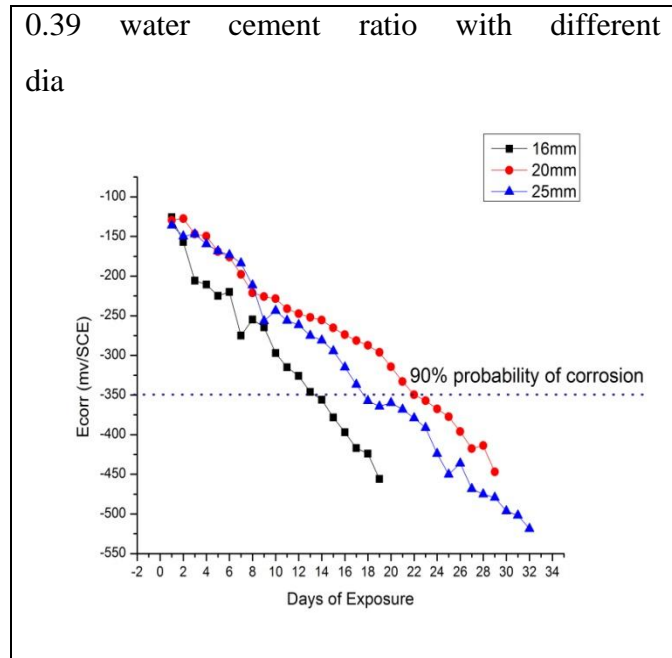 0.39 water cement ratio with different
dia
16mm
20mm
25mm
-100
-150
-200
-250
-300
-350
-400
-450
-500
-550
Ecorr (mv/SCE)
90% probability of corrosion
-2 0 2 4 6 8 10 12 14 16 18 20 22 24 26 28 30 32 34
Days of Exposure